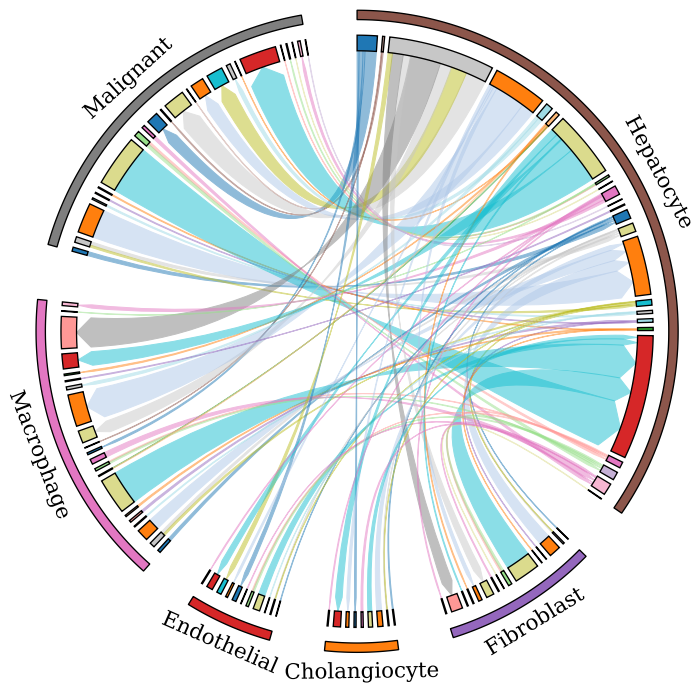 Malignant
Hepatocyte
Macrophage
Endothelial
Cholangiocyte
Fibroblast